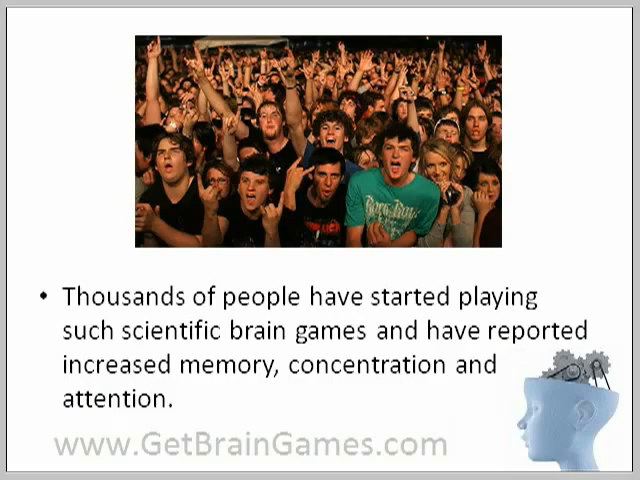 • Thousands of people have started playing
such scientific brain games and have reported
increased memory, concentration and
attention.
www.GetBrainGames.com